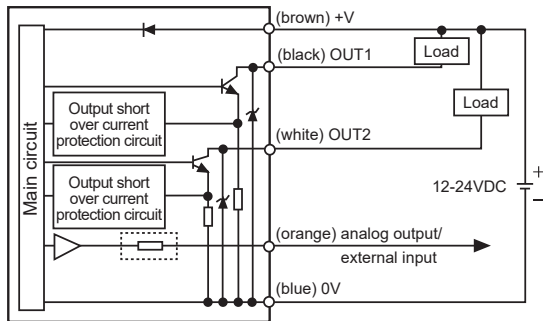 (brown) +V
(black) OUT1
Load
Output short
over current
protection circuit
Load
(white) OUT2
Main circuit
Output short
over current
protection circuit
12-24VDC
+
−
(orange) analog output/
external input
(blue) 0V